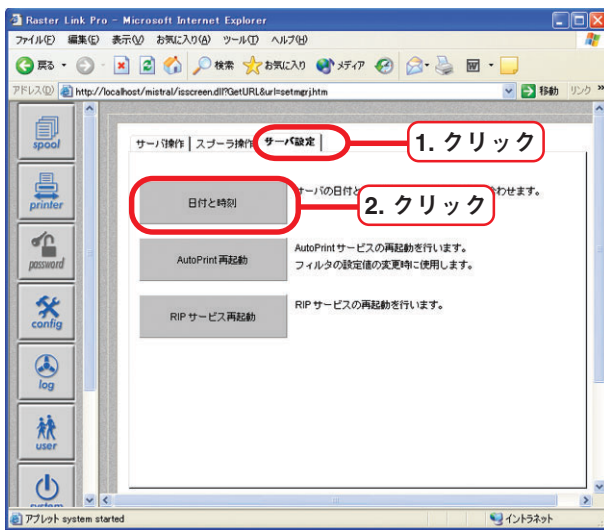 Raster Link Pro - Microsoft Internet Explorer
ファイル(F) 編集(E) 表示(V) お気に入り(A) ツール(T) ヘルプ(H)
戻る 検索 お気に入り メディア
アドレス(D) http://localhost/mistral/isscreen.dll?GetURL&url=setmgrj.htm 移動 リンク »
spool
printer
password
config
log
user
サーバ操作 スプーラ操作 サーバ設定
1. クリック
日付と時刻
サーバの日付と
わせます。
2. クリック
AutoPrint 再起動
AutoPrint サービスの再起動を行います。
フィルタの設定値の変更時に使用します。
RIP サービス再起動
RIP サービスの再起動を行います。
アプレット system started
イントラネット